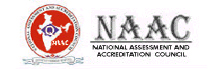 NAAC
NATIONAL ASSESSMENT AND
ACCREDITATION COUNCIL